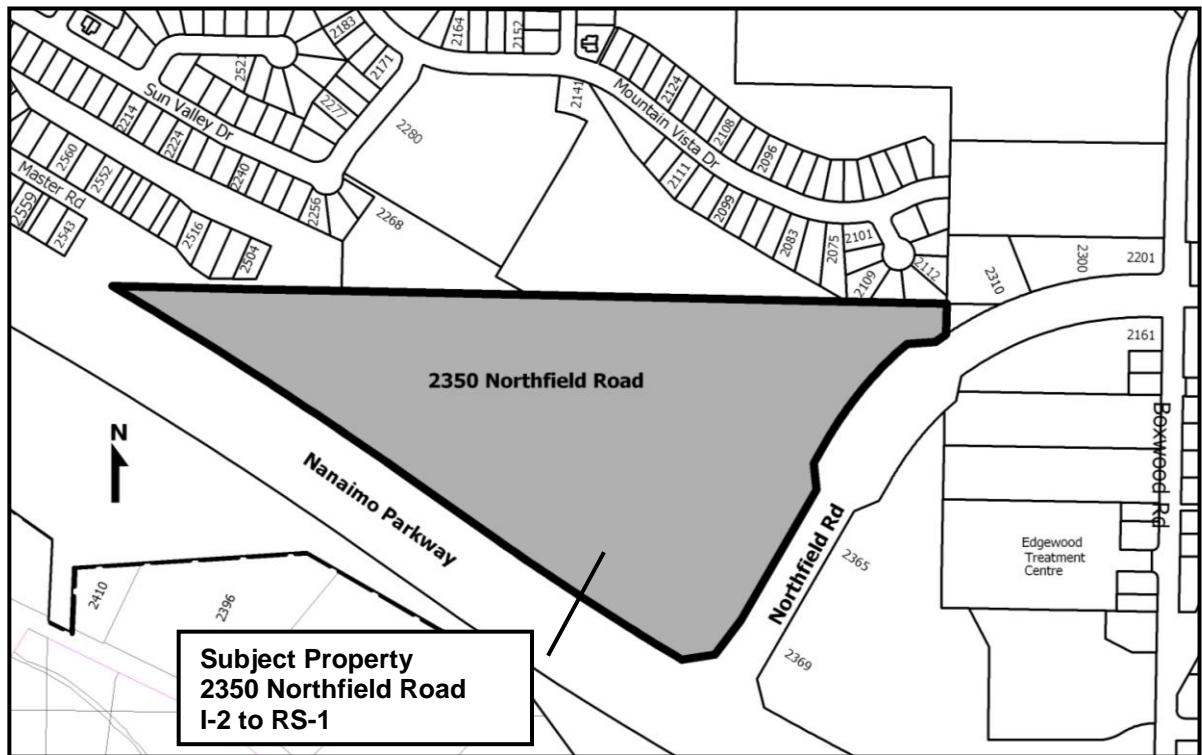 2183
2164
2152
2521
2171
2277
2141
2124
Sun Valley Dr
2214
2224
2240
2280
Mountain Vista Dr
2108
2096
2560
2552
Master Rd
2559
2543
2516
2504
2256
2268
2111
2099
2083
2075
2101
2109
2112
2310
2300
2201
2161
2350 Northfield Road
N
Nanaimo Parkway
Northfield Rd
Boxwood Rd
2365
Edgewood
Treatment
Centre
2369
2410
2396
Subject Property
2350 Northfield Road
I-2 to RS-1